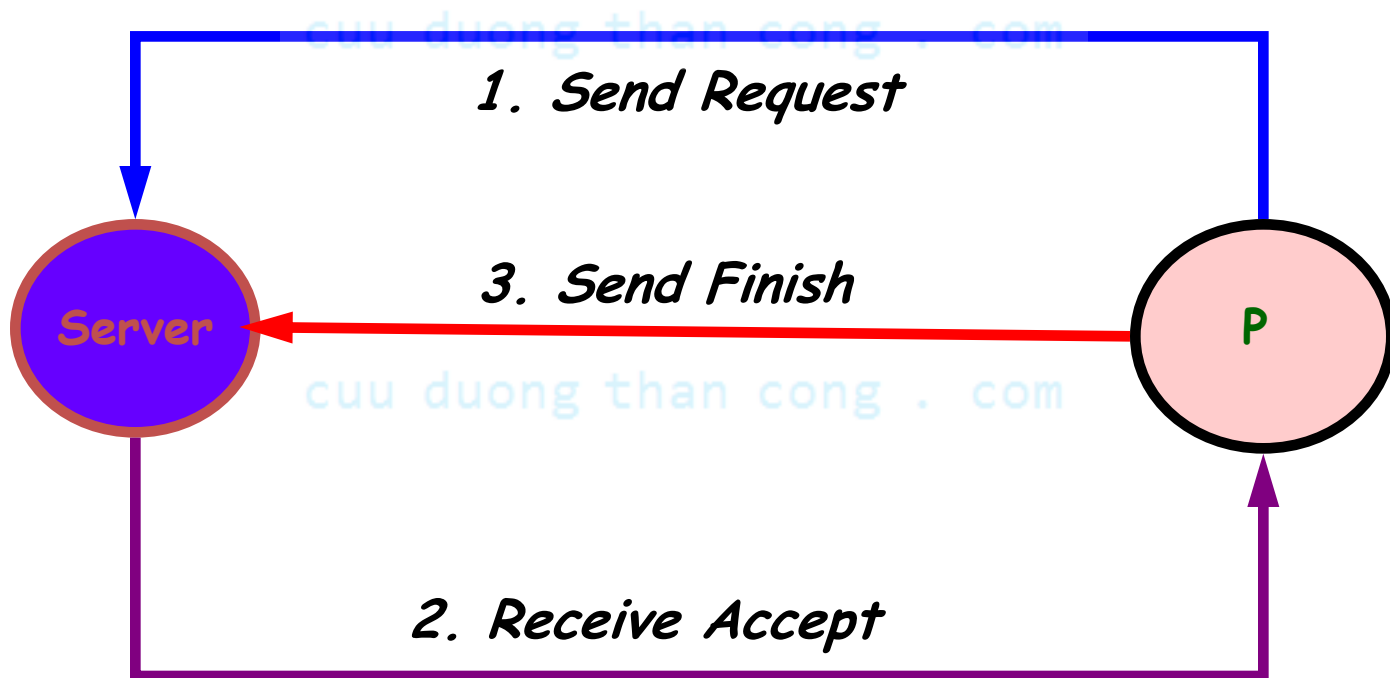 cuu duong than cong . com
1. Send Request
3. Send Finish
Server
P
cuu duong than cong . com
2. Receive Accept